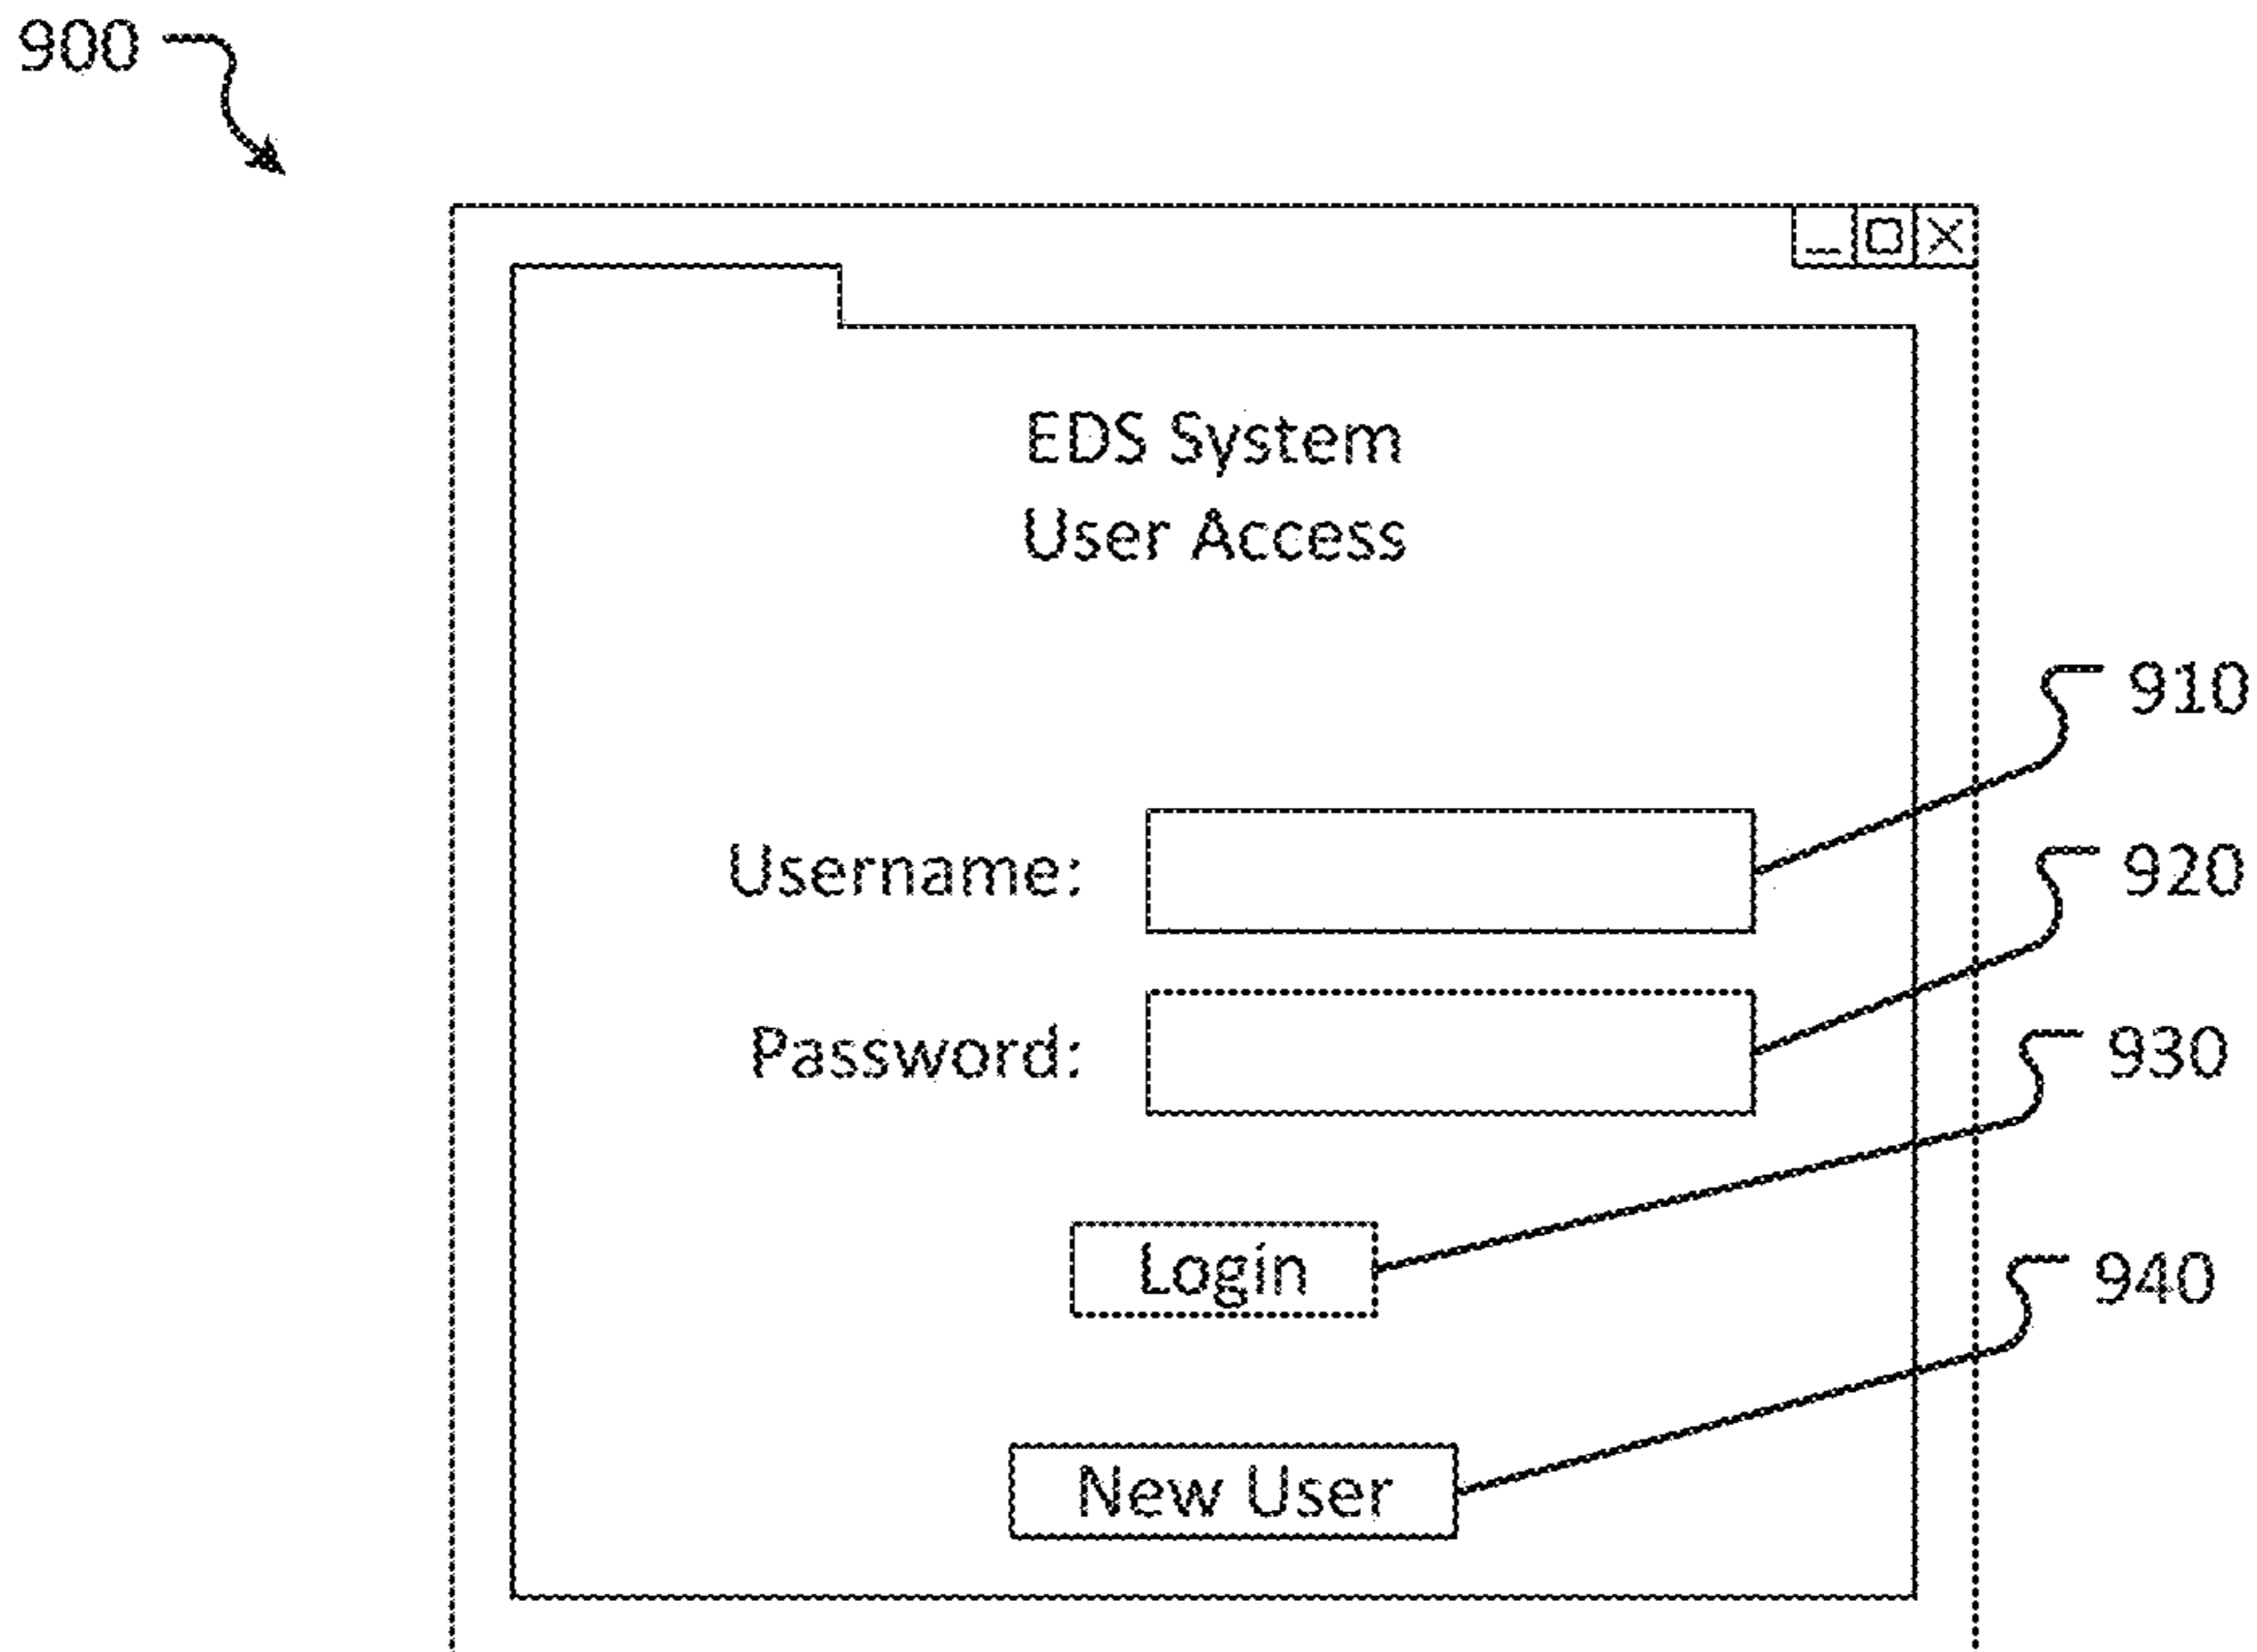 900
EDS System
User Access
910
Username:
920
Password:
930
Login
940
New User